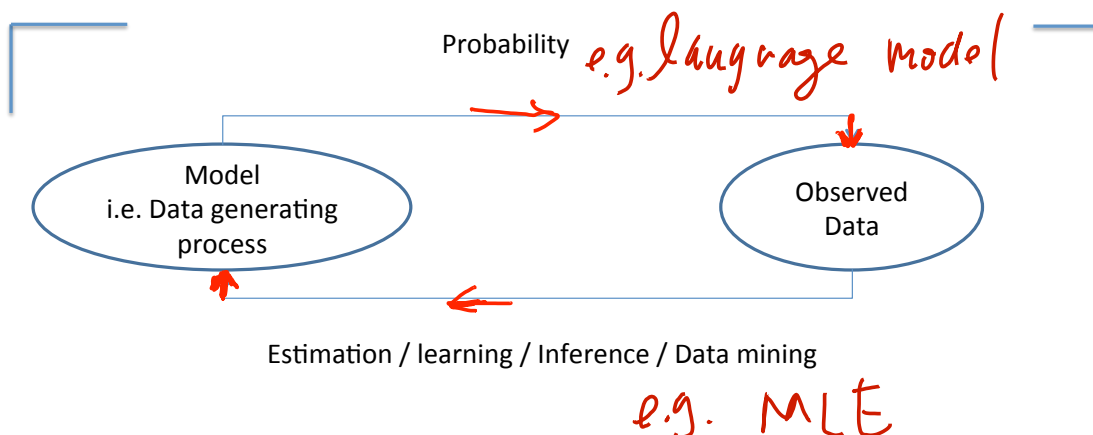 Probability e.g. language model
Model
i.e. Data generating
process
Observed
Data
Estimation / learning / Inference / Data mining
e.g. MLE